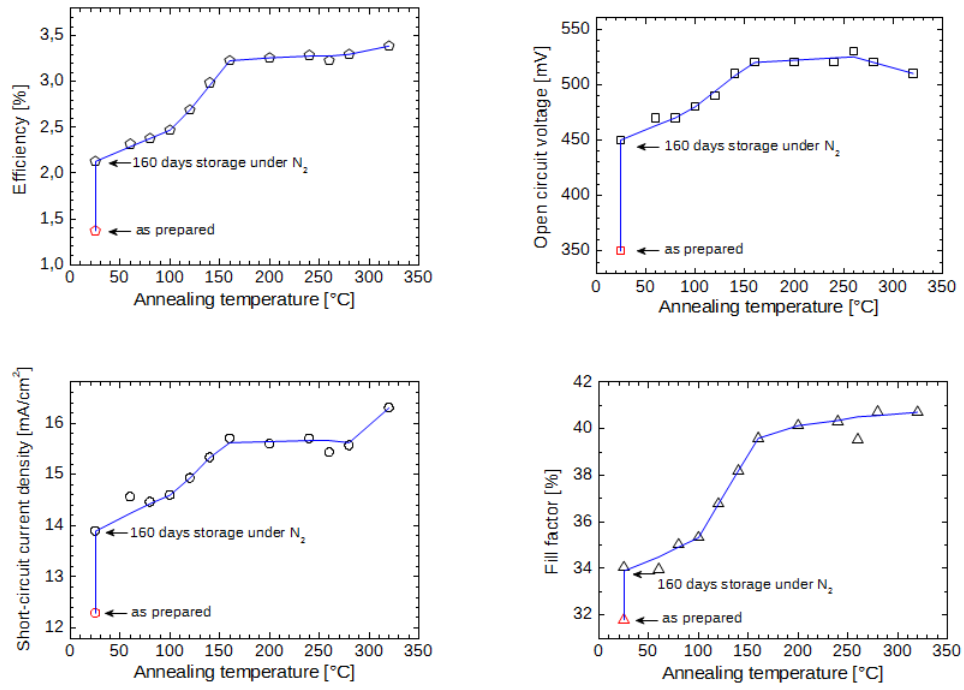 3,5
3,0
2,5
2,0
1,5
1,0
Efficiency [%]
160 days storage under N₂
as prepared
0 50 100 150 200 250 300 350
Annealing temperature [°C]
550
500
450
400
350
Open circuit voltage [mV]
160 days storage under N₂
as prepared
0 50 100 150 200 250 300 350
Annealing temperature [°C]
16
15
14
13
12
Short-circuit current density [mA/cm²]
160 days storage under N₂
as prepared
0 50 100 150 200 250 300 350
Annealing temperature [°C]
42
40
38
36
34
32
Fill factor [%]
160 days storage under N₂
as prepared
0 50 100 150 200 250 300 350
Annealing temperature [°C]